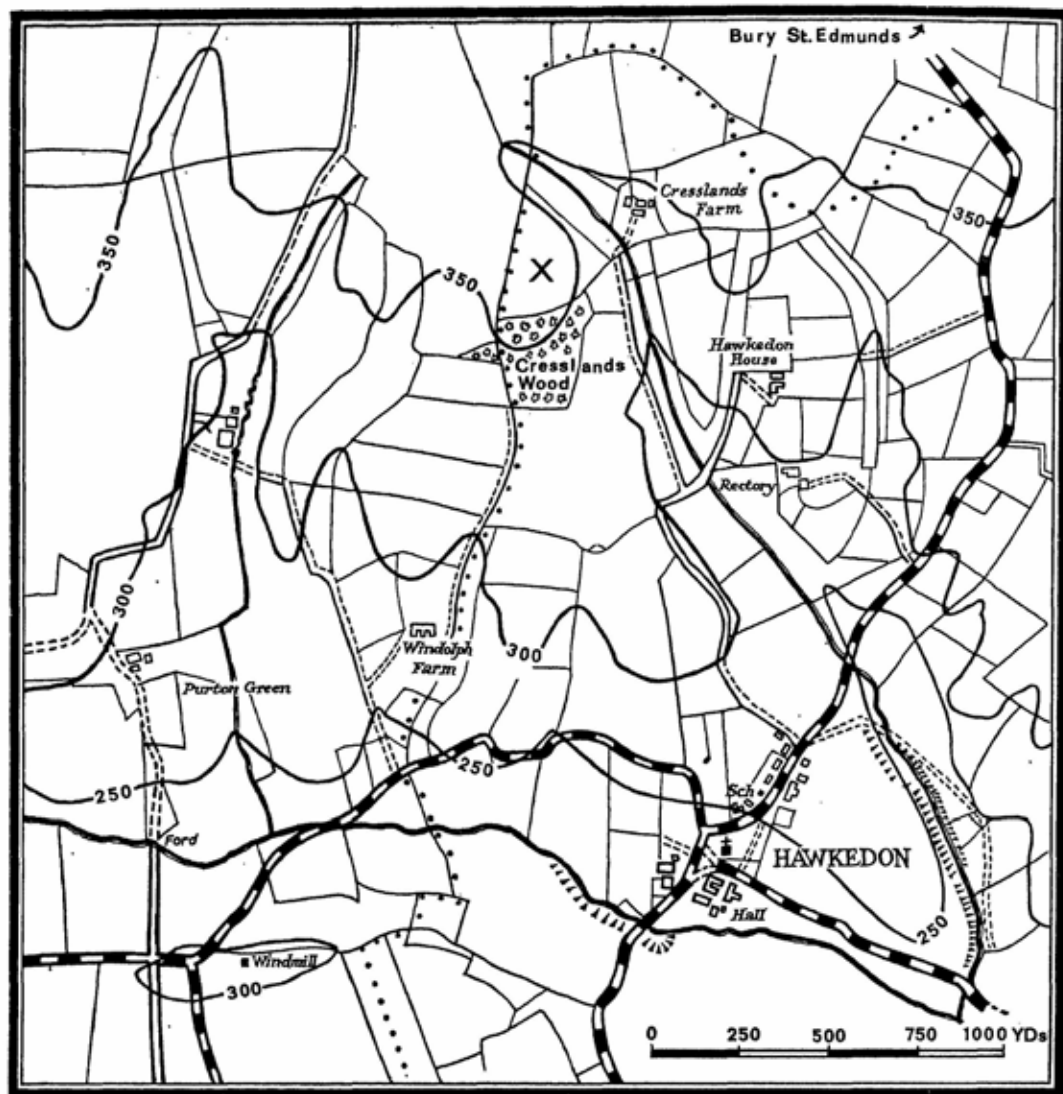 Bury St. Edmunds
350
Cresslands
Farm
350
350
X
Hawkedon
House
Cresslands
Wood
Rectory
300
300
Windolph
Farm
Purton Green
250
250
Sch
Ford
HAWKEDON
Hall
250
Windmill
300
0 250 500 750 1000 YDs